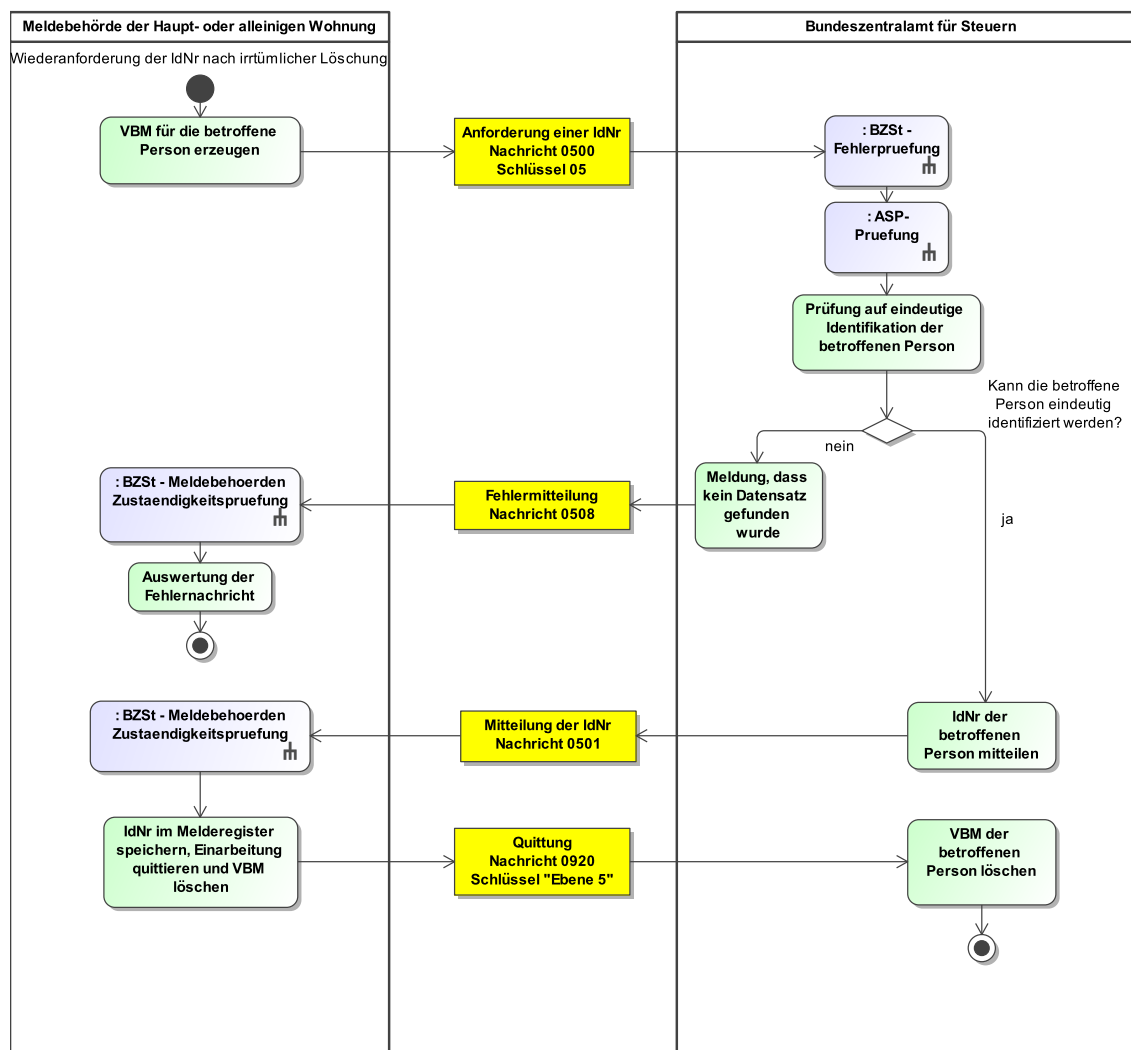 Meldebehörde der Haupt- oder alleinigen Wohnung
Bundeszentralamt für Steuern
Wiederanforderung der IdNr nach irrtümlicher Löschung
VBM für die betroffene
Person erzeugen
Anforderung einer IdNr
Nachricht 0500
Schlüssel 05
: BZSt -
Fehlerpruefung
: ASP-
Pruefung
Prüfung auf eindeutige
Identifikation der
betroffenen Person
Kann die betroffene
Person eindeutig
identifiziert werden?
nein
ja
Meldung, dass
kein Datensatz
gefunden
wurde
Fehlermitteilung
Nachricht 0508
: BZSt - Meldebehoerden
Zustaendigkeitspruefung
Auswertung der
Fehlernachricht
IdNr der
betroffenen
Person mitteilen
Mitteilung der IdNr
Nachricht 0501
: BZSt - Meldebehoerden
Zustaendigkeitspruefung
IdNr im Melderegister
speichern, Einarbeitung
quittieren und VBM
löschen
Quittung
Nachricht 0920
Schlüssel "Ebene 5"
VBM der
betroffenen
Person löschen